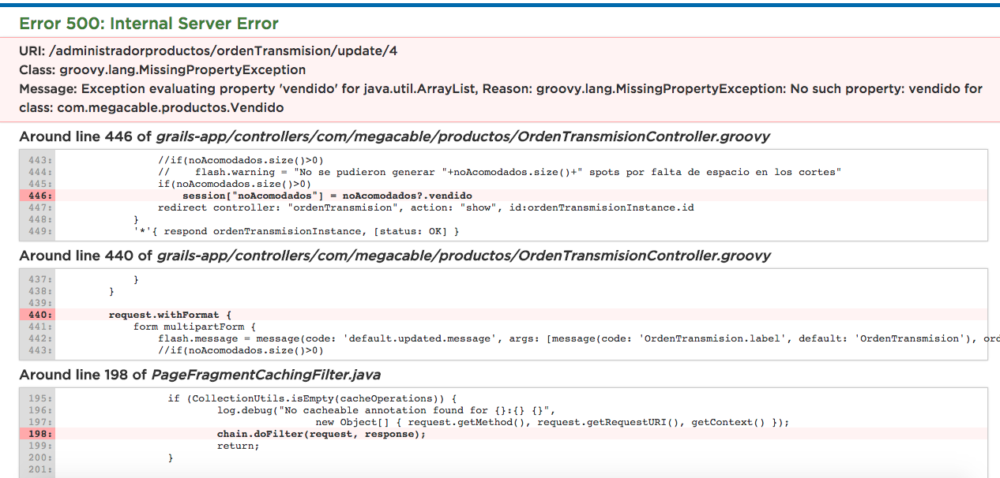 Error 500: Internal Server Error
URI: /administradorproductos/ordenTransmision/update/4
Class: groovy.lang.MissingPropertyException
Message: Exception evaluating property 'vendido' for java.util.ArrayList, Reason: groovy.lang.MissingPropertyException: No such property: vendido for
class: com.megacable.productos.Vendido
Around line 446 of grails-app/controllers/com/megacable/productos/OrdenTransmisionController.groovy
443: //if(noAcomodados.size()>0)
444: //    flash.warning = "No se pudieron generar "+noAcomodados.size()+" spots por falta de espacio en los cortes"
445: if(noAcomodados.size()>0)
446: session["noAcomodados"] = noAcomodados?.vendido
447: redirect controller: "ordenTransmision", action: "show", id:ordenTransmisionInstance.id
448: }
449: '*'{ respond ordenTransmisionInstance, [status: OK] }
Around line 440 of grails-app/controllers/com/megacable/productos/OrdenTransmisionController.groovy
437: }
438: }
439:
440: request.withFormat {
441: form multipartForm {
442: flash.message = message(code: 'default.updated.message', args: [message(code: 'OrdenTransmision.label', default: 'OrdenTransmision'), ord
443: //if(noAcomodados.size()>0)
Around line 198 of PageFragmentCachingFilter.java
195: if (CollectionUtils.isEmpty(cacheOperations)) {
196: log.debug("No cacheable annotation found for {}:{} {}",
197: new Object[] { request.getMethod(), request.getRequestURI(), getContext() });
198: chain.doFilter(request, response);
199: return;
200: }
201: